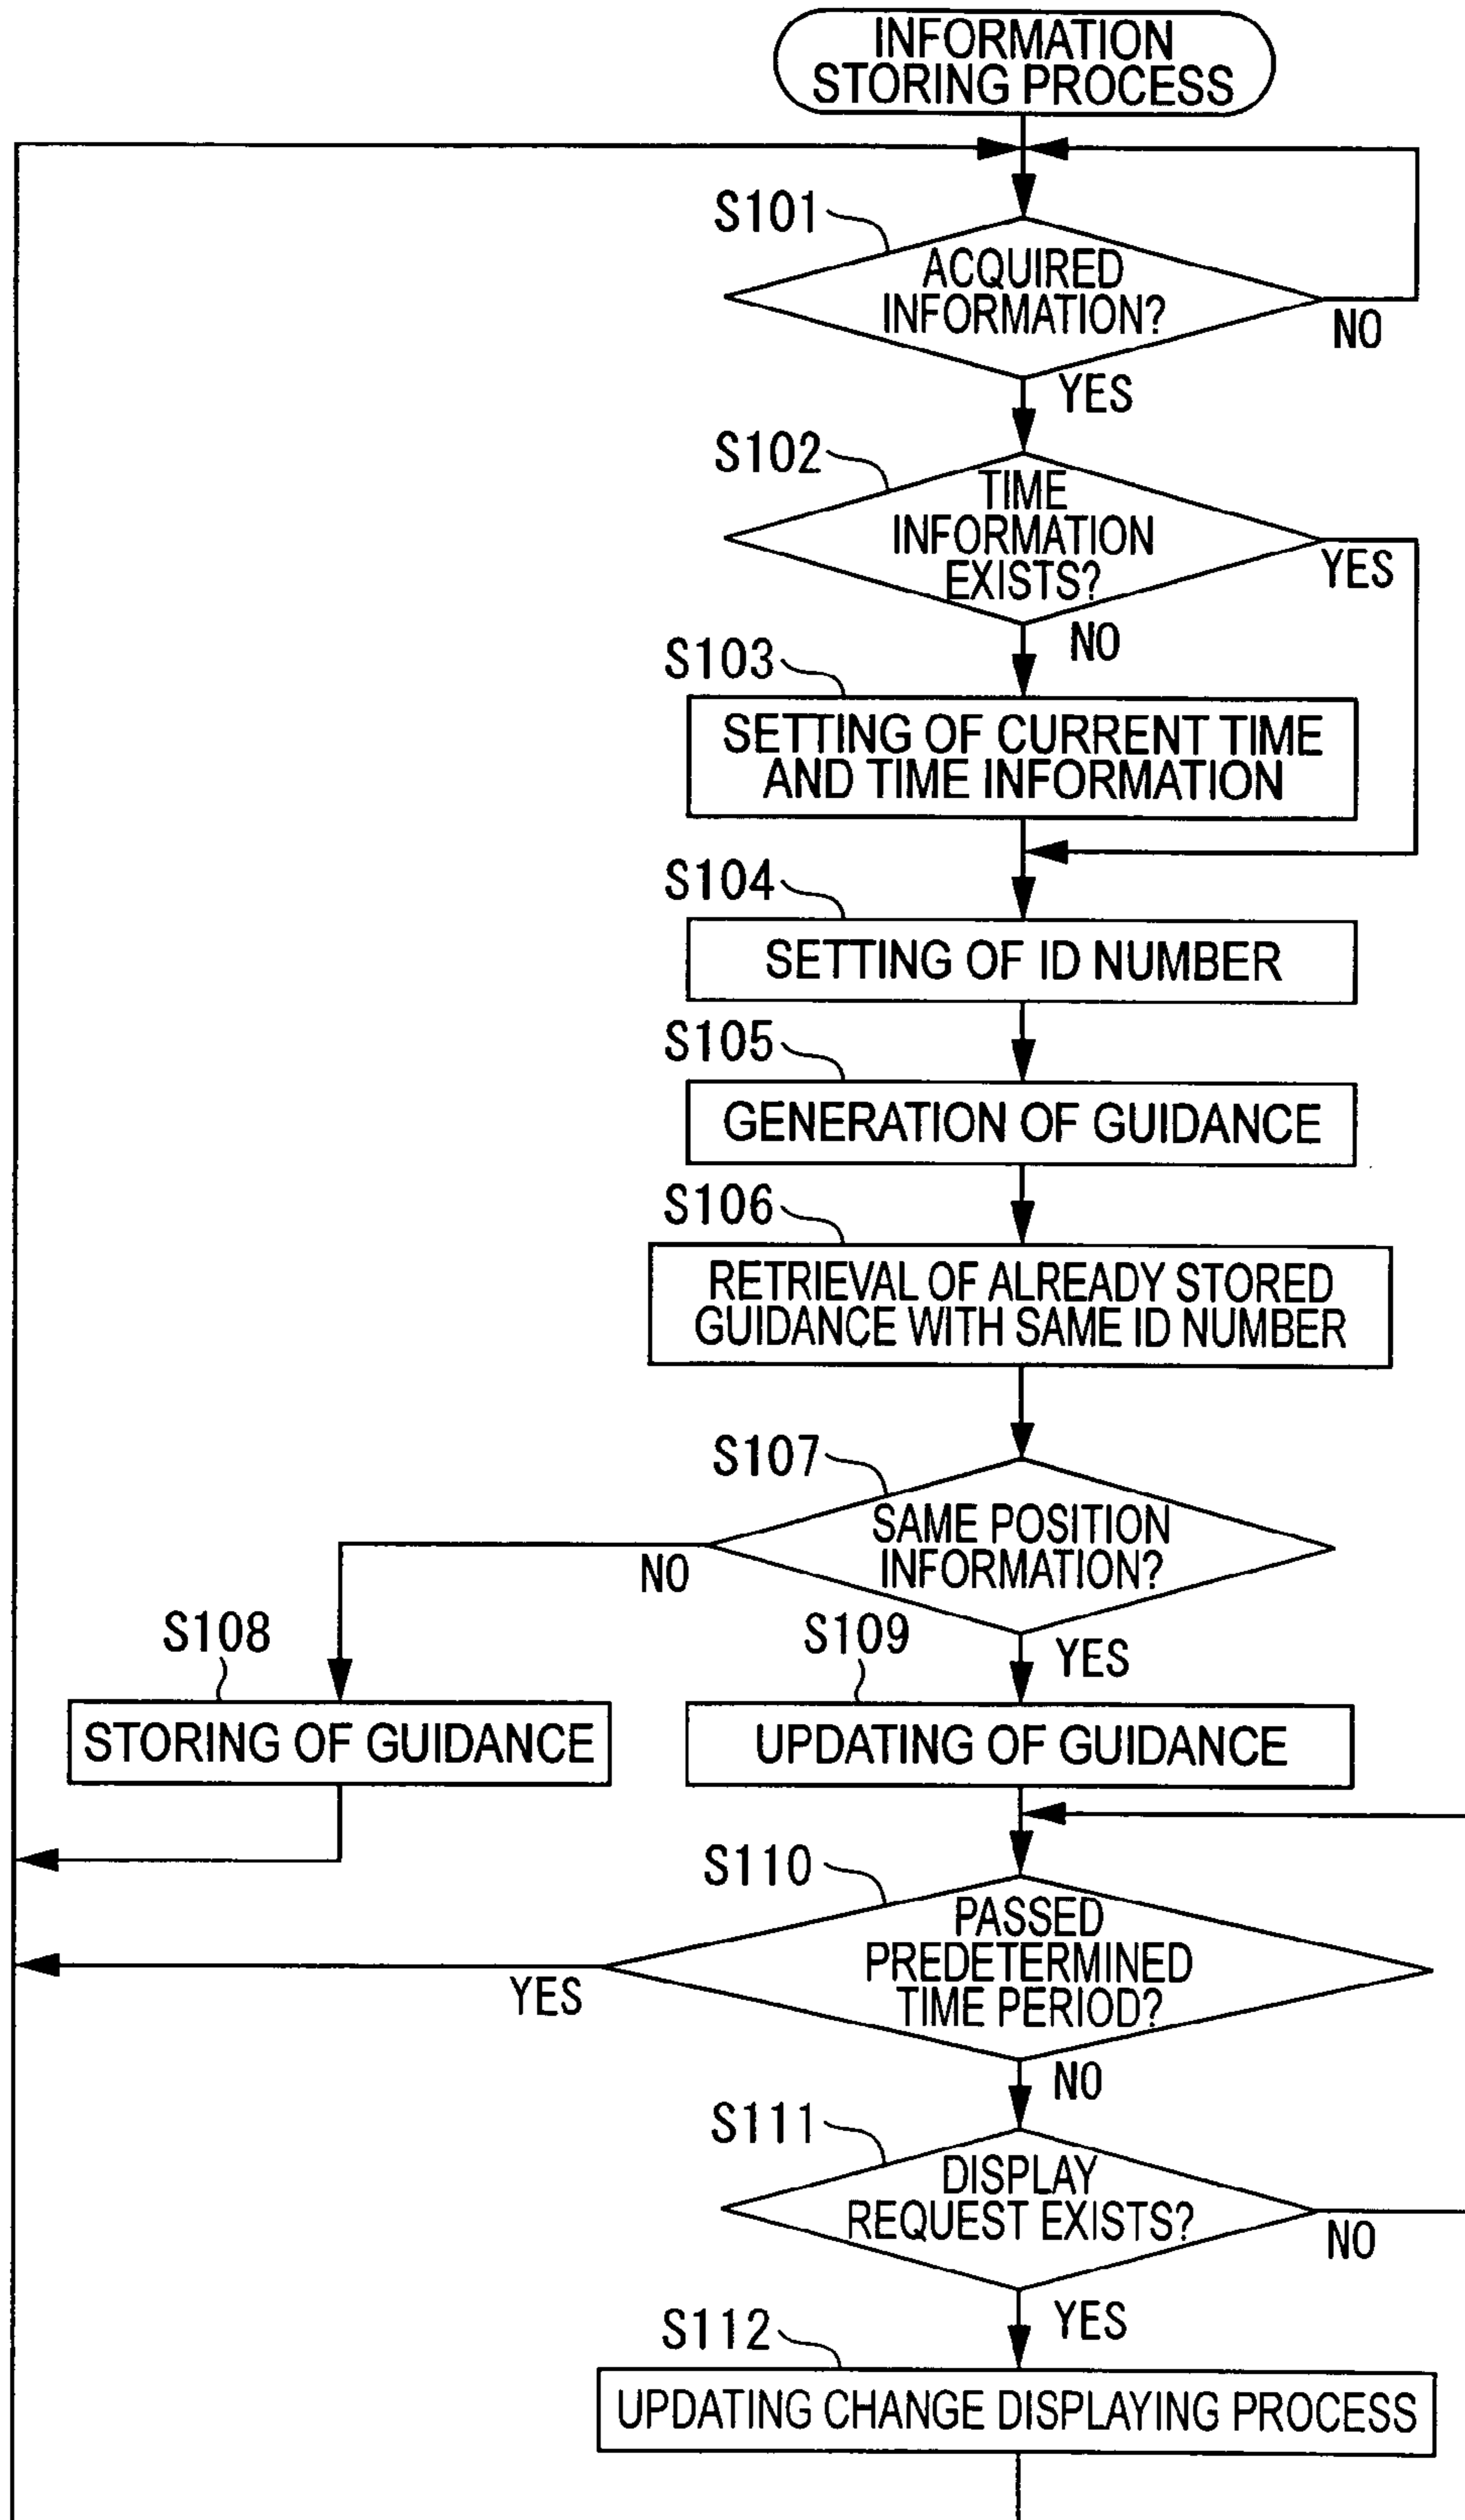 INFORMATION
STORING PROCESS
S101
ACQUIRED
INFORMATION?
NO
YES
S102
TIME
INFORMATION
EXISTS?
YES
NO
S103
SETTING OF CURRENT TIME
AND TIME INFORMATION
S104
SETTING OF ID NUMBER
S105
GENERATION OF GUIDANCE
S106
RETRIEVAL OF ALREADY STORED
GUIDANCE WITH SAME ID NUMBER
S107
SAME POSITION
INFORMATION?
NO
YES
S108
STORING OF GUIDANCE
S109
UPDATING OF GUIDANCE
S110
PASSED
PREDETERMINED
TIME PERIOD?
YES
NO
S111
DISPLAY
REQUEST EXISTS?
NO
YES
S112
UPDATING CHANGE DISPLAYING PROCESS